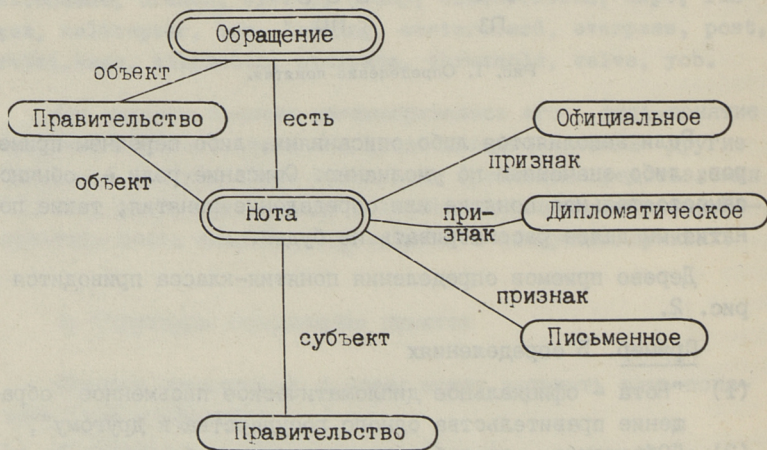 Обращение
объект
Правительство
есть
Официальное
признак
объект
Нота
при-
знак
Дипломатическое
признак
Письменное
субъект
Правительство